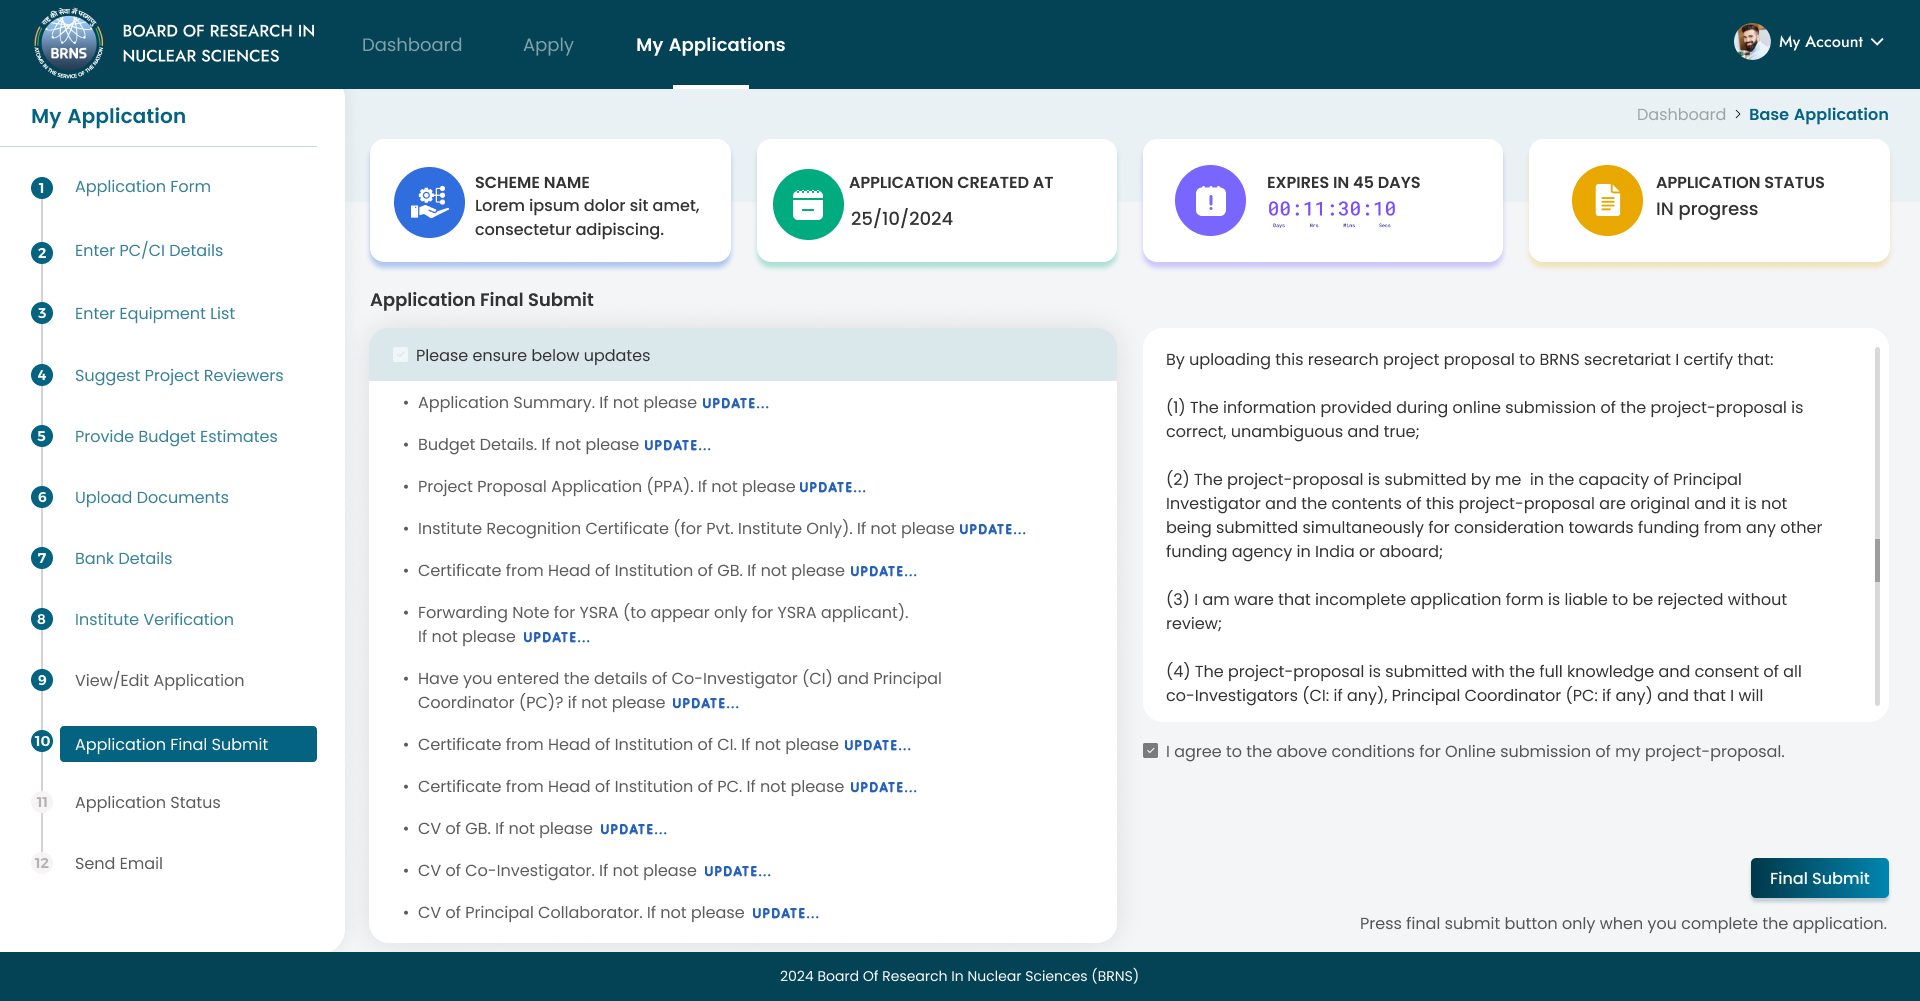 राष्ट्र की सेवा में परमाणु
BRNS
ATOMS IN THE SERVICE OF THE NATION
BOARD OF RESEARCH IN
NUCLEAR SCIENCES
Dashboard
Apply
My Applications
My Account
My Application
1 Application Form
2 Enter PC/CI Details
3 Enter Equipment List
4 Suggest Project Reviewers
5 Provide Budget Estimates
6 Upload Documents
7 Bank Details
8 Institute Verification
9 View/Edit Application
10 Application Final Submit
11 Application Status
12 Send Email
Dashboard > Base Application
SCHEME NAME
Lorem ipsum dolor sit amet,
consectetur adipiscing.
APPLICATION CREATED AT
25/10/2024
EXPIRES IN 45 DAYS
00:11:30:10
Days Hrs Mins Secs
APPLICATION STATUS
IN progress
Application Final Submit
Please ensure below updates
• Application Summary. If not please UPDATE...
• Budget Details. If not please UPDATE...
• Project Proposal Application (PPA). If not please UPDATE...
• Institute Recognition Certificate (for Pvt. Institute Only). If not please UPDATE...
• Certificate from Head of Institution of GB. If not please UPDATE...
• Forwarding Note for YSRA (to appear only for YSRA applicant).
If not please UPDATE...
• Have you entered the details of Co-Investigator (CI) and Principal
Coordinator (PC)? if not please UPDATE...
• Certificate from Head of Institution of CI. If not please UPDATE...
• Certificate from Head of Institution of PC. If not please UPDATE...
• CV of GB. If not please UPDATE...
• CV of Co-Investigator. If not please UPDATE...
• CV of Principal Collaborator. If not please UPDATE...
By uploading this research project proposal to BRNS secretariat I certify that:
(1) The information provided during online submission of the project-proposal is
correct, unambiguous and true;
(2) The project-proposal is submitted by me in the capacity of Principal
Investigator and the contents of this project-proposal are original and it is not
being submitted simultaneously for consideration towards funding from any other
funding agency in India or aboard;
(3) I am ware that incomplete application form is liable to be rejected without
review;
(4) The project-proposal is submitted with the full knowledge and consent of all
co-Investigators (CI: if any), Principal Coordinator (PC: if any) and that I will
I agree to the above conditions for Online submission of my project-proposal.
Final Submit
Press final submit button only when you complete the application.
2024 Board Of Research In Nuclear Sciences (BRNS)